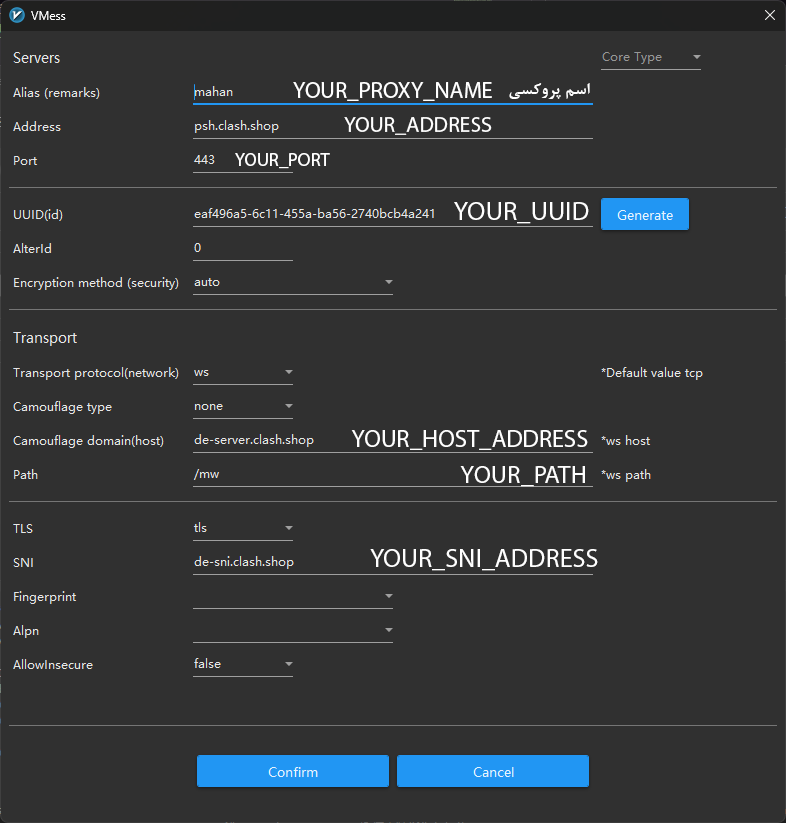 VMess
Servers
Core Type
Alias (remarks) mahan YOUR_PROXY_NAME اسم پروکسی
Address psh.clash.shop YOUR_ADDRESS
Port 443 YOUR_PORT
UUID(id) eaf496a5-6c11-455a-ba56-2740bcb4a241 YOUR_UUID Generate
AlterId 0
Encryption method (security) auto
Transport
Transport protocol(network) ws *Default value tcp
Camouflage type none
Camouflage domain(host) de-server.clash.shop YOUR_HOST_ADDRESS *ws host
Path /mw YOUR_PATH *ws path
TLS tls
SNI de-sni.clash.shop YOUR_SNI_ADDRESS
Fingerprint
Alpn
AllowInsecure false
Confirm Cancel